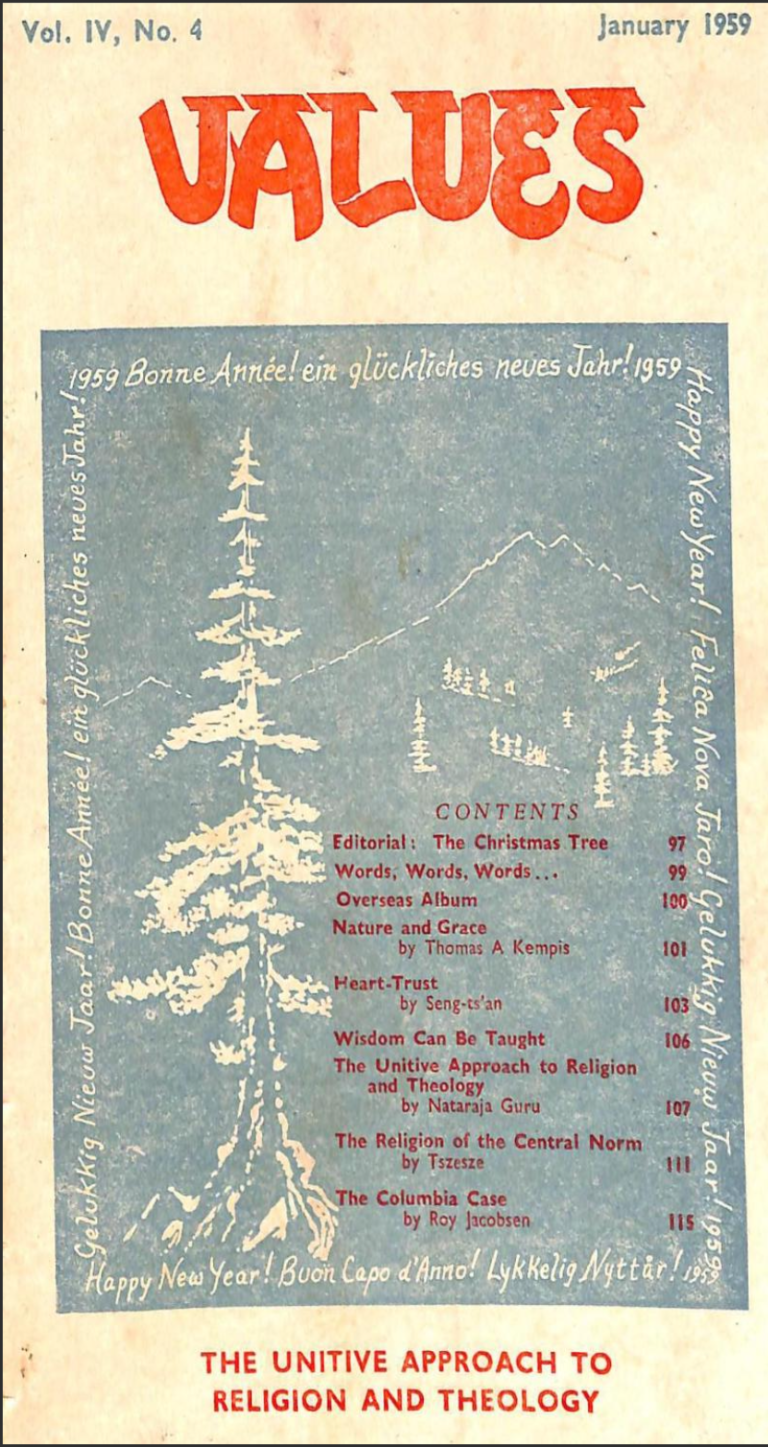 Vol. IV, No. 4
January 1959
VALUES
1959 Bonne Année! ein glückliches neues Jahr! 1959
Happy New Year! Feliĉa Nova Jaro! Gelukkig Nieuw Jaar! 1959
Gelukkig Nieuw Jaar! Bonne Année! ein glückliches neues Jahr!
CONTENTS
Editorial: The Christmas Tree 97
Words, Words, Words... 99
Overseas Album 100
Nature and Grace
by Thomas A Kempis 101
Heart-Trust
by Seng-ts'an 103
Wisdom Can Be Taught 106
The Unitive Approach to Religion
and Theology
by Nataraja Guru 107
The Religion of the Central Norm
by Tszesze 111
The Columbia Case
by Roy Jacobsen 115
Happy New Year! Buon Capo d'Anno! Lykkelig Nyttår! 1959
THE UNITIVE APPROACH TO
RELIGION AND THEOLOGY